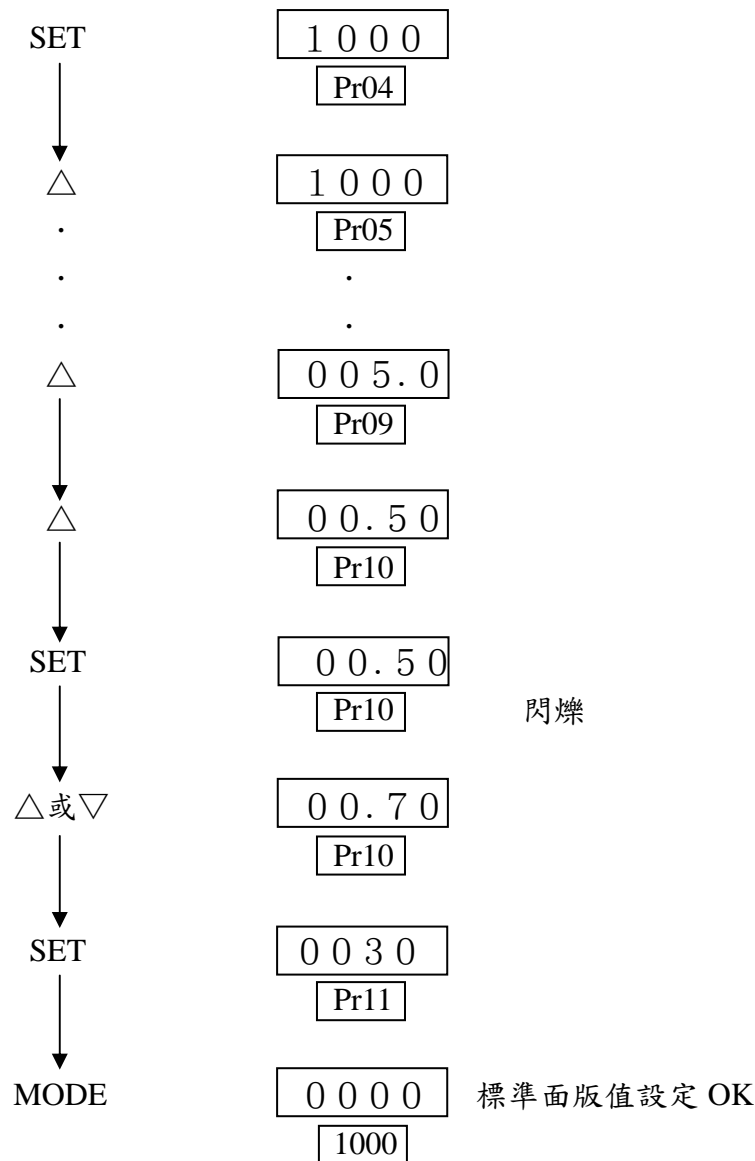 SET １０００
Pr04
△ １０００
· Pr05
· ·
· ·
△ ００５.０
Pr09
△ ００.５０
Pr10
SET ００.５０
Pr10 閃爍
△或▽ ００.７０
Pr10
SET ００３０
Pr11
MODE ００００ 標準面版值設定 OK
1000